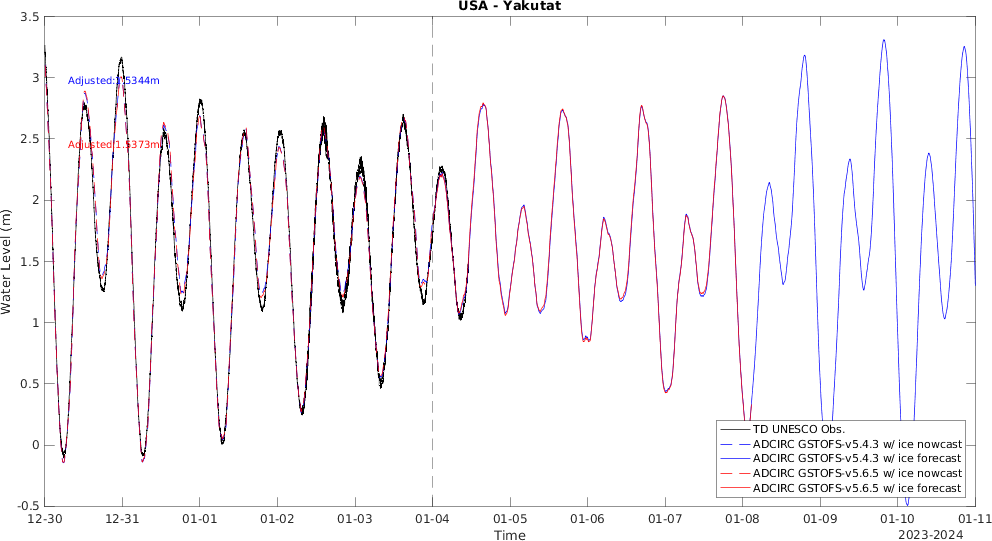 USA - Yakutat
3.5
3
2.5
2
1.5
1
0.5
0
-0.5
Water Level (m)
Adjusted:1.5344m
Adjusted:1.5373m
TD UNESCO Obs.
ADCIRC GSTOFS-v5.4.3 w/ ice nowcast
ADCIRC GSTOFS-v5.4.3 w/ ice forecast
ADCIRC GSTOFS-v5.6.5 w/ ice nowcast
ADCIRC GSTOFS-v5.6.5 w/ ice forecast
12-30 12-31 01-01 01-02 01-03 01-04 01-05 01-06 01-07 01-08 01-09 01-10 01-11
Time
2023-2024